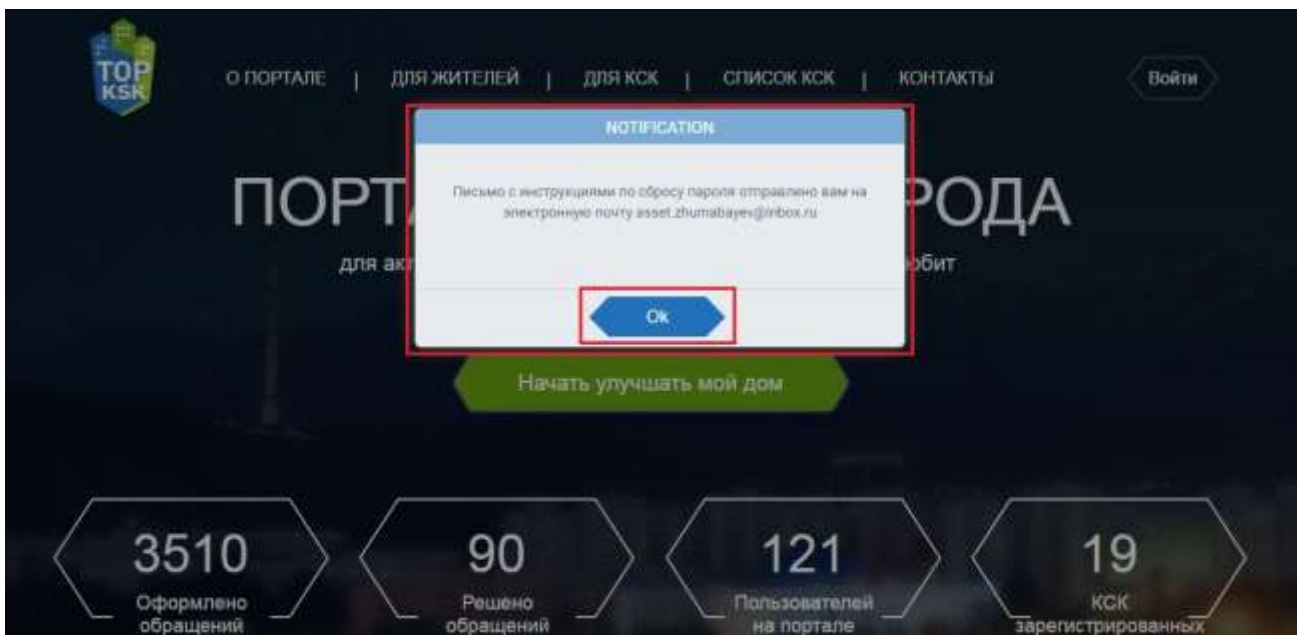 TOP
KSK
О ПОРТАЛЕ | ДЛЯ ЖИТЕЛЕЙ | ДЛЯ КСК | СПИСОК КСК | КОНТАКТЫ
Войти
NOTIFICATION
Письмо с инструкциями по сбросу пароля отправлено вам на
электронную почту asset.zhumabayev@inbox.ru
ПОРТ РОДА
для ак юбит
Ok
Начать улучшать мой дом
3510
Оформлено
обращений
90
Решено
обращений
121
Пользователей
на портале
19
КСК
зарегистрированных